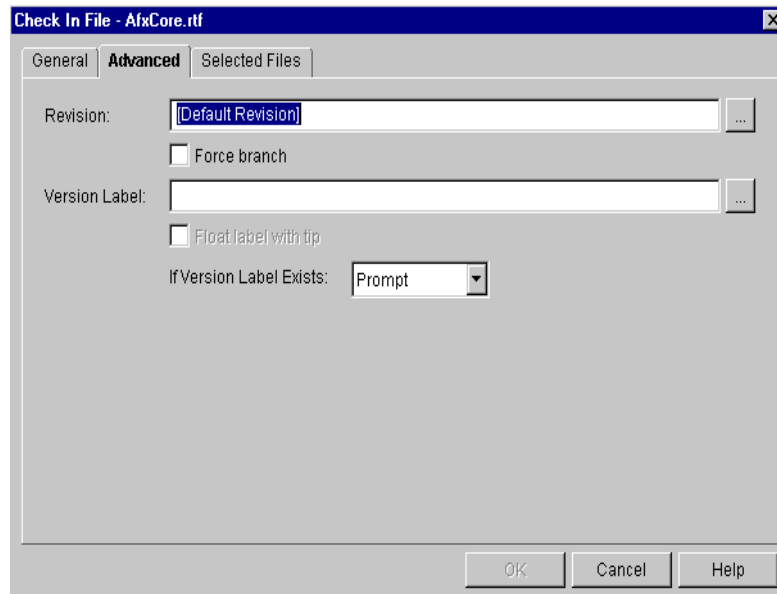 Check In File - AfxCore.rtf
General Advanced Selected Files
Revision: [Default Revision] ...
Force branch
Version Label: ...
Float label with tip
If Version Label Exists: Prompt
OK Cancel Help